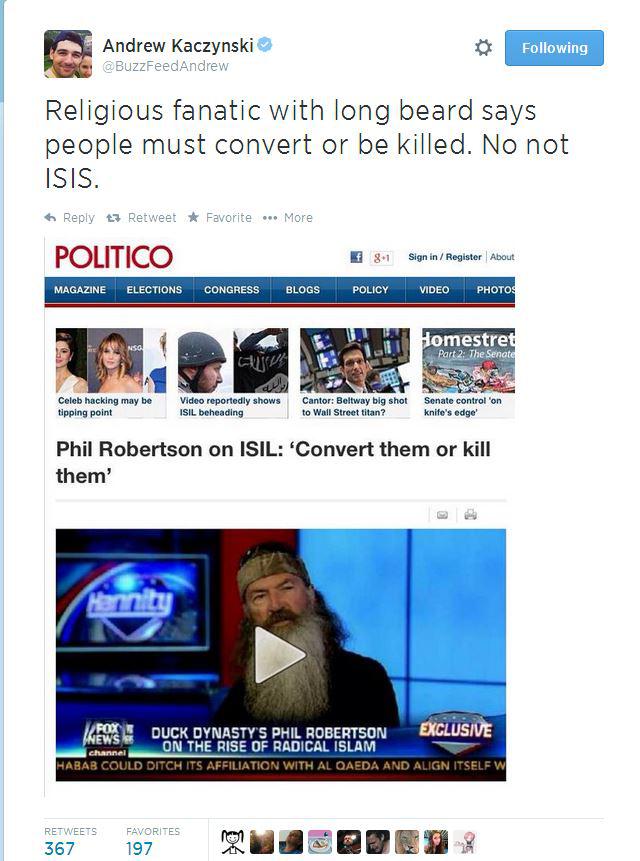 Andrew Kaczynski
@BuzzFeedAndrew
Following
Religious fanatic with long beard says
people must convert or be killed. No not
ISIS.
Reply Retweet Favorite More
POLITICO
f g+1 Sign in / Register | About
MAGAZINE ELECTIONS CONGRESS BLOGS POLICY VIDEO PHOTOS
Homestret
Part 2: The Senate
Celeb hacking may be
tipping point
Video reportedly shows
ISIL beheading
Cantor: Beltway big shot
to Wall Street titan?
Senate control 'on
knife's edge'
Phil Robertson on ISIL: ‘Convert them or kill
them’
Hannity
FOX
NEWS
channel
DUCK DYNASTY'S PHIL ROBERTSON
ON THE RISE OF RADICAL ISLAM
EXCLUSIVE
HABAB COULD DITCH ITS AFFILIATION WITH AL QAEDA AND ALIGN ITSELF W
RETWEETS FAVORITES
367 197